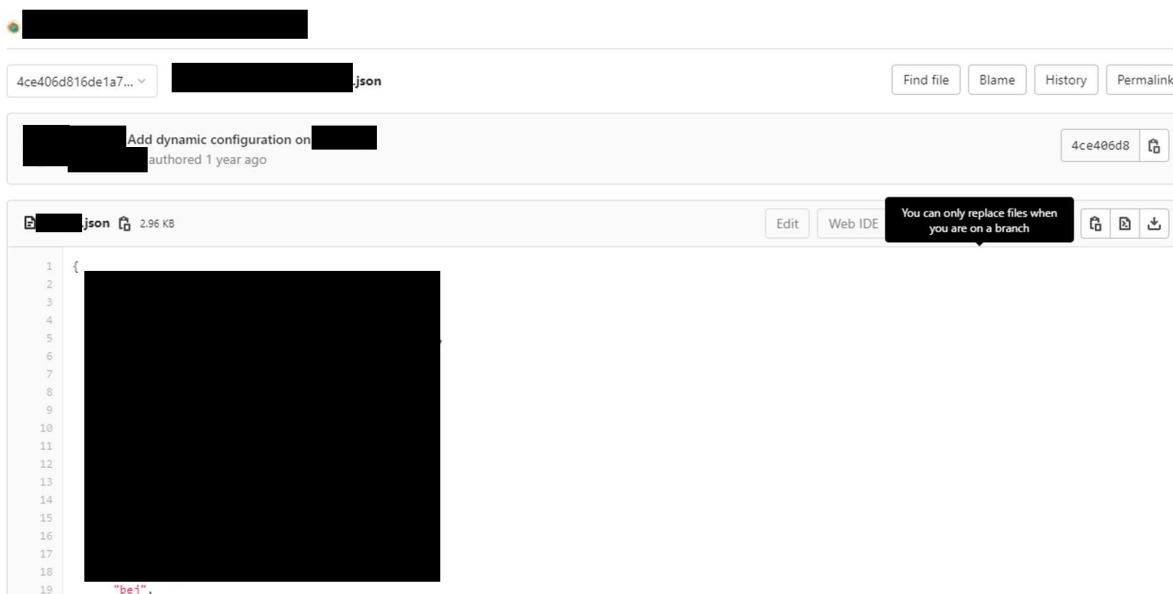 4ce406d816de1a7... .json Find file Blame History Permalink
Add dynamic configuration on
authored 1 year ago
4ce406d8
.json 2.96 KB Edit Web IDE
You can only replace files when
you are on a branch
1 {
2
3
4
5
6
7
8
9
10
11
12
13
14
15
16
17
18
19 "bej",